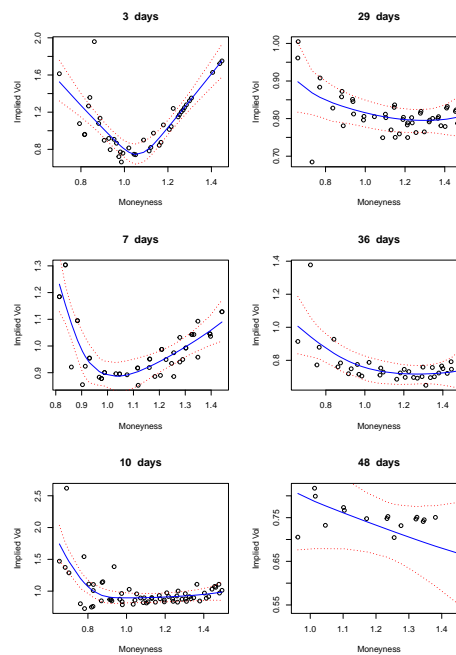 3 days
Implied Vol
0.8 1.2 1.6 2.0
0.8 1.0 1.2 1.4
Moneyness
29 days
Implied Vol
0.70 0.80 0.90 1.00
0.6 0.8 1.0 1.2 1.4
Moneyness
7 days
Implied Vol
0.9 1.0 1.1 1.2 1.3
0.8 0.9 1.0 1.1 1.2 1.3 1.4
Moneyness
36 days
Implied Vol
0.8 1.0 1.2 1.4
0.6 0.8 1.0 1.2 1.4
Moneyness
10 days
Implied Vol
1.0 1.5 2.0 2.5
0.6 0.8 1.0 1.2 1.4
Moneyness
48 days
Implied Vol
0.55 0.65 0.75
1.0 1.1 1.2 1.3 1.4
Moneyness